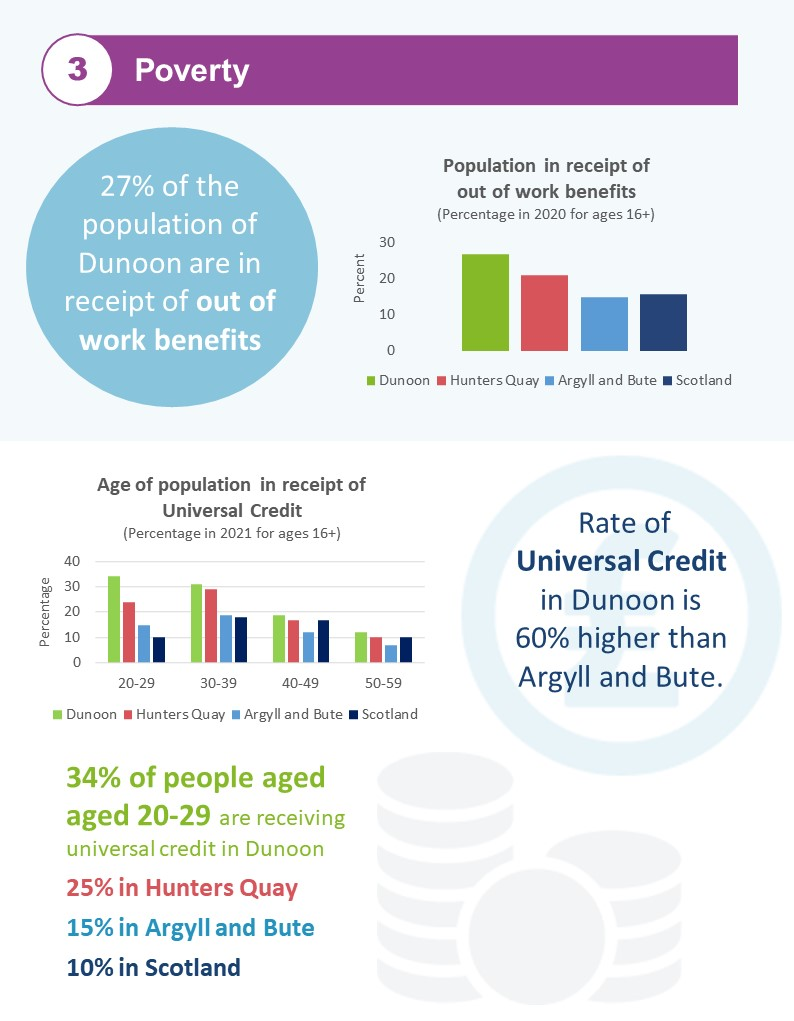 3
Poverty
27% of the
population of
Dunoon are in
receipt of out of
work benefits
Population in receipt of
out of work benefits
(Percentage in 2020 for ages 16+)
Percent
30
20
10
0
Dunoon Hunters Quay Argyll and Bute Scotland
Age of population in receipt of
Universal Credit
(Percentage in 2021 for ages 16+)
Percentage
40
30
20
10
0
20-29 30-39 40-49 50-59
Dunoon Hunters Quay Argyll and Bute Scotland
£
Rate of
Universal Credit
in Dunoon is
60% higher than
Argyll and Bute.
34% of people aged
aged 20-29 are receiving
universal credit in Dunoon
25% in Hunters Quay
15% in Argyll and Bute
10% in Scotland